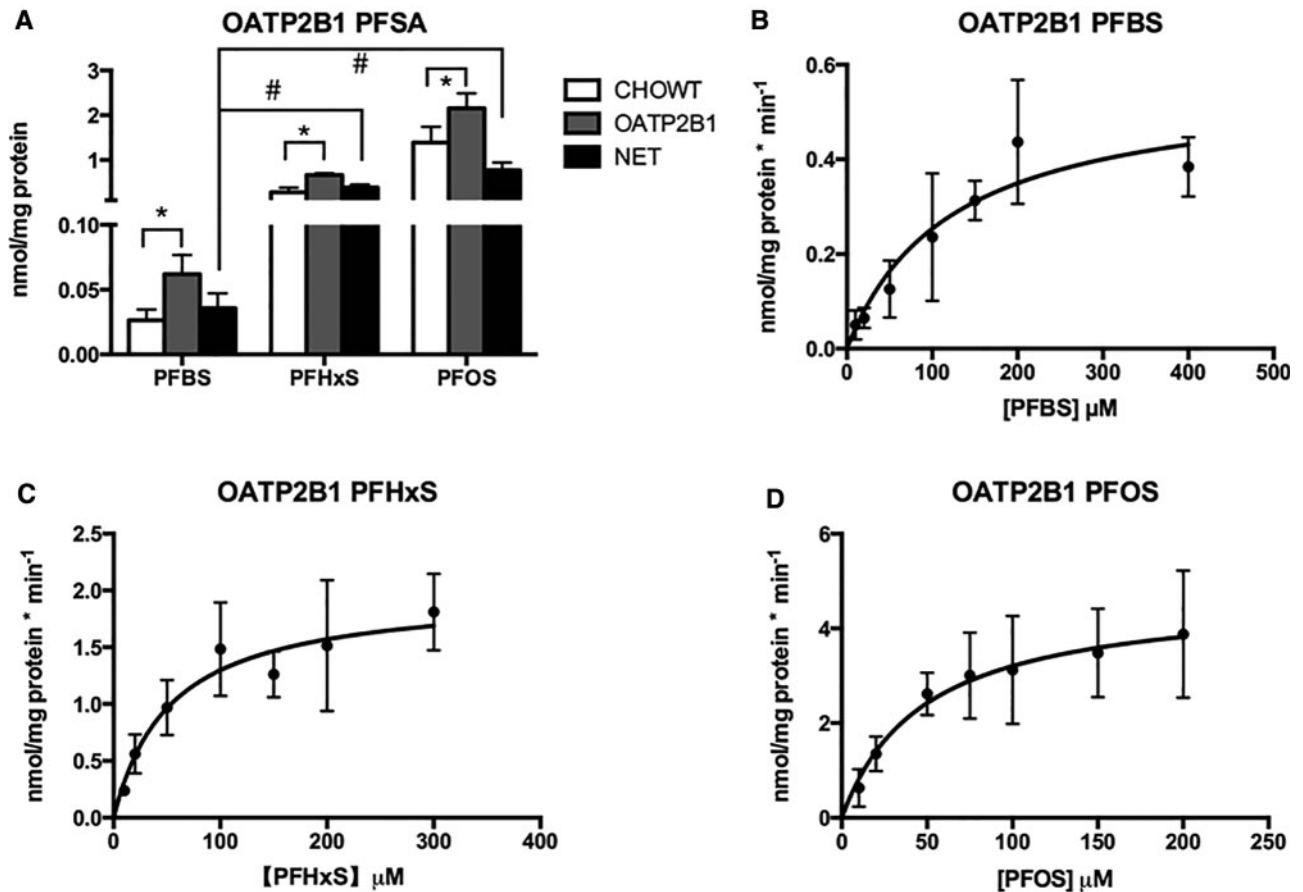 A
OATP2B1 PFSA
nmol/mg protein
3
2
1
0.10
0.05
0.00
*
*
*
#
#
PFBS
PFHxS
PFOS
CHOWT
OATP2B1
NET
B
OATP2B1 PFBS
nmol/mg protein * min-1
0.6
0.4
0.2
0.0
0
100
200
300
400
500
[PFBS] µM
C
OATP2B1 PFHxS
nmol/mg protein * min-1
2.5
2.0
1.5
1.0
0.5
0.0
0
100
200
300
400
【PFHxS】 µM
D
OATP2B1 PFOS
nmol/mg protein * min-1
6
4
2
0
0
50
100
150
200
250
[PFOS] µM